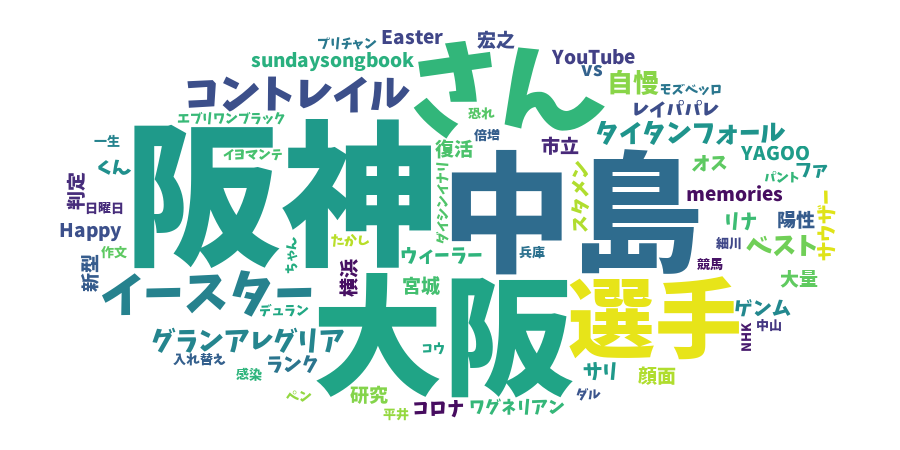 ブリチャン
Easter
宏之
sundaysongbook
さん
YouTube
vs
自慢
モズベッロ
コントレイル
レイパパレ
エブリワンブラック
恐れ
タイタンフォール
一生
イヨマンテ
復活
倍増
市立
YAGOO
くん
阪神
中島
オス
ファ
パント
判定
日曜日
ダイシンイナリ
スタメン
memories
Happy
作文
ちゃん
たかし
ウィーラー
兵庫
リナ
陽性
細川
ベスト
サウザー
新型
イースター
横浜
宮城
競馬
大量
デュラン
大阪
選手
ゲンム
グランアレグリア
コウ
NHK
中山
入れ替え
ランク
感染
サリ
顔面
ペン
研究
コロナ
平井
ワグネリアン
ダル